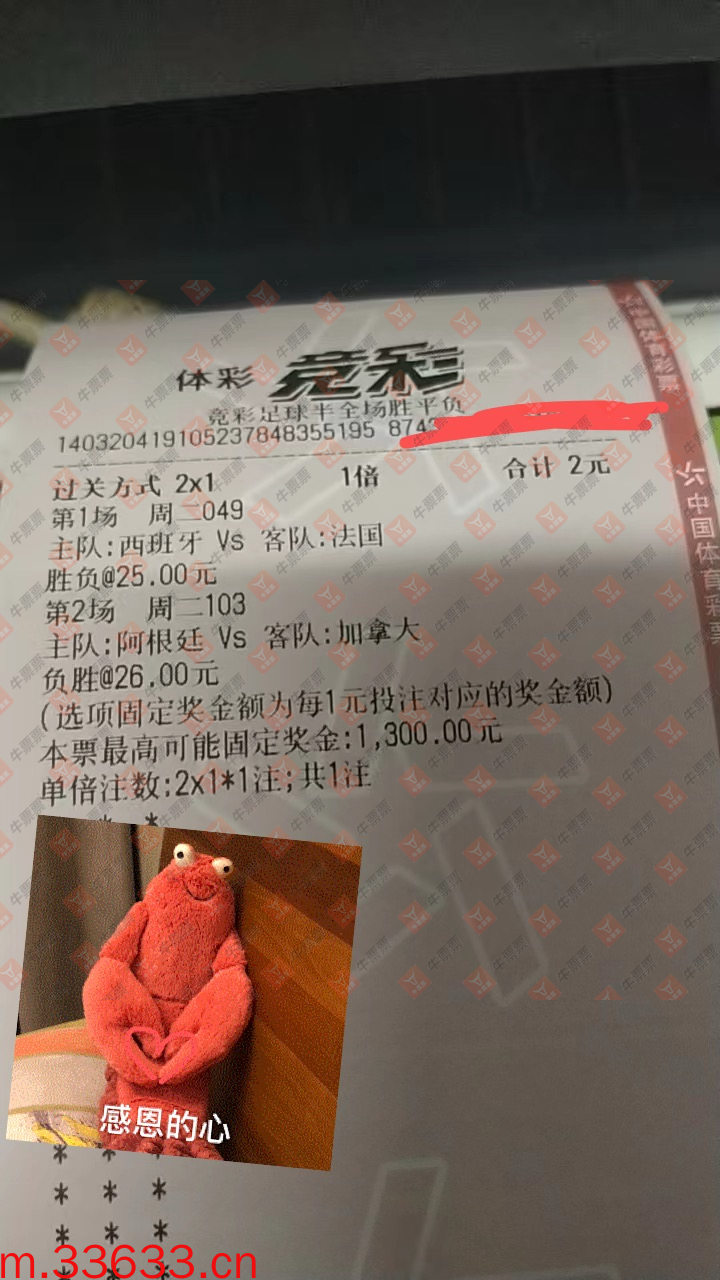 体彩 竞彩
竞彩足球半全场胜平负
140320419105237848355195 874
过关方式 2x1 1倍 合计 2元
第1场 周二049
主队:西班牙 Vs 客队:法国
胜负@25.00元
第2场 周二103
主队:阿根廷 Vs 客队:加拿大
负胜@26.00元
(选项固定奖金额为每1元投注对应的奖金额)
本票最高可能固定奖金:1,300.00元
单倍注数:2x1*1注;共1注
中国体育彩票
牛票票
感恩的心
* * *
* * *
* * *
m.33633.cn